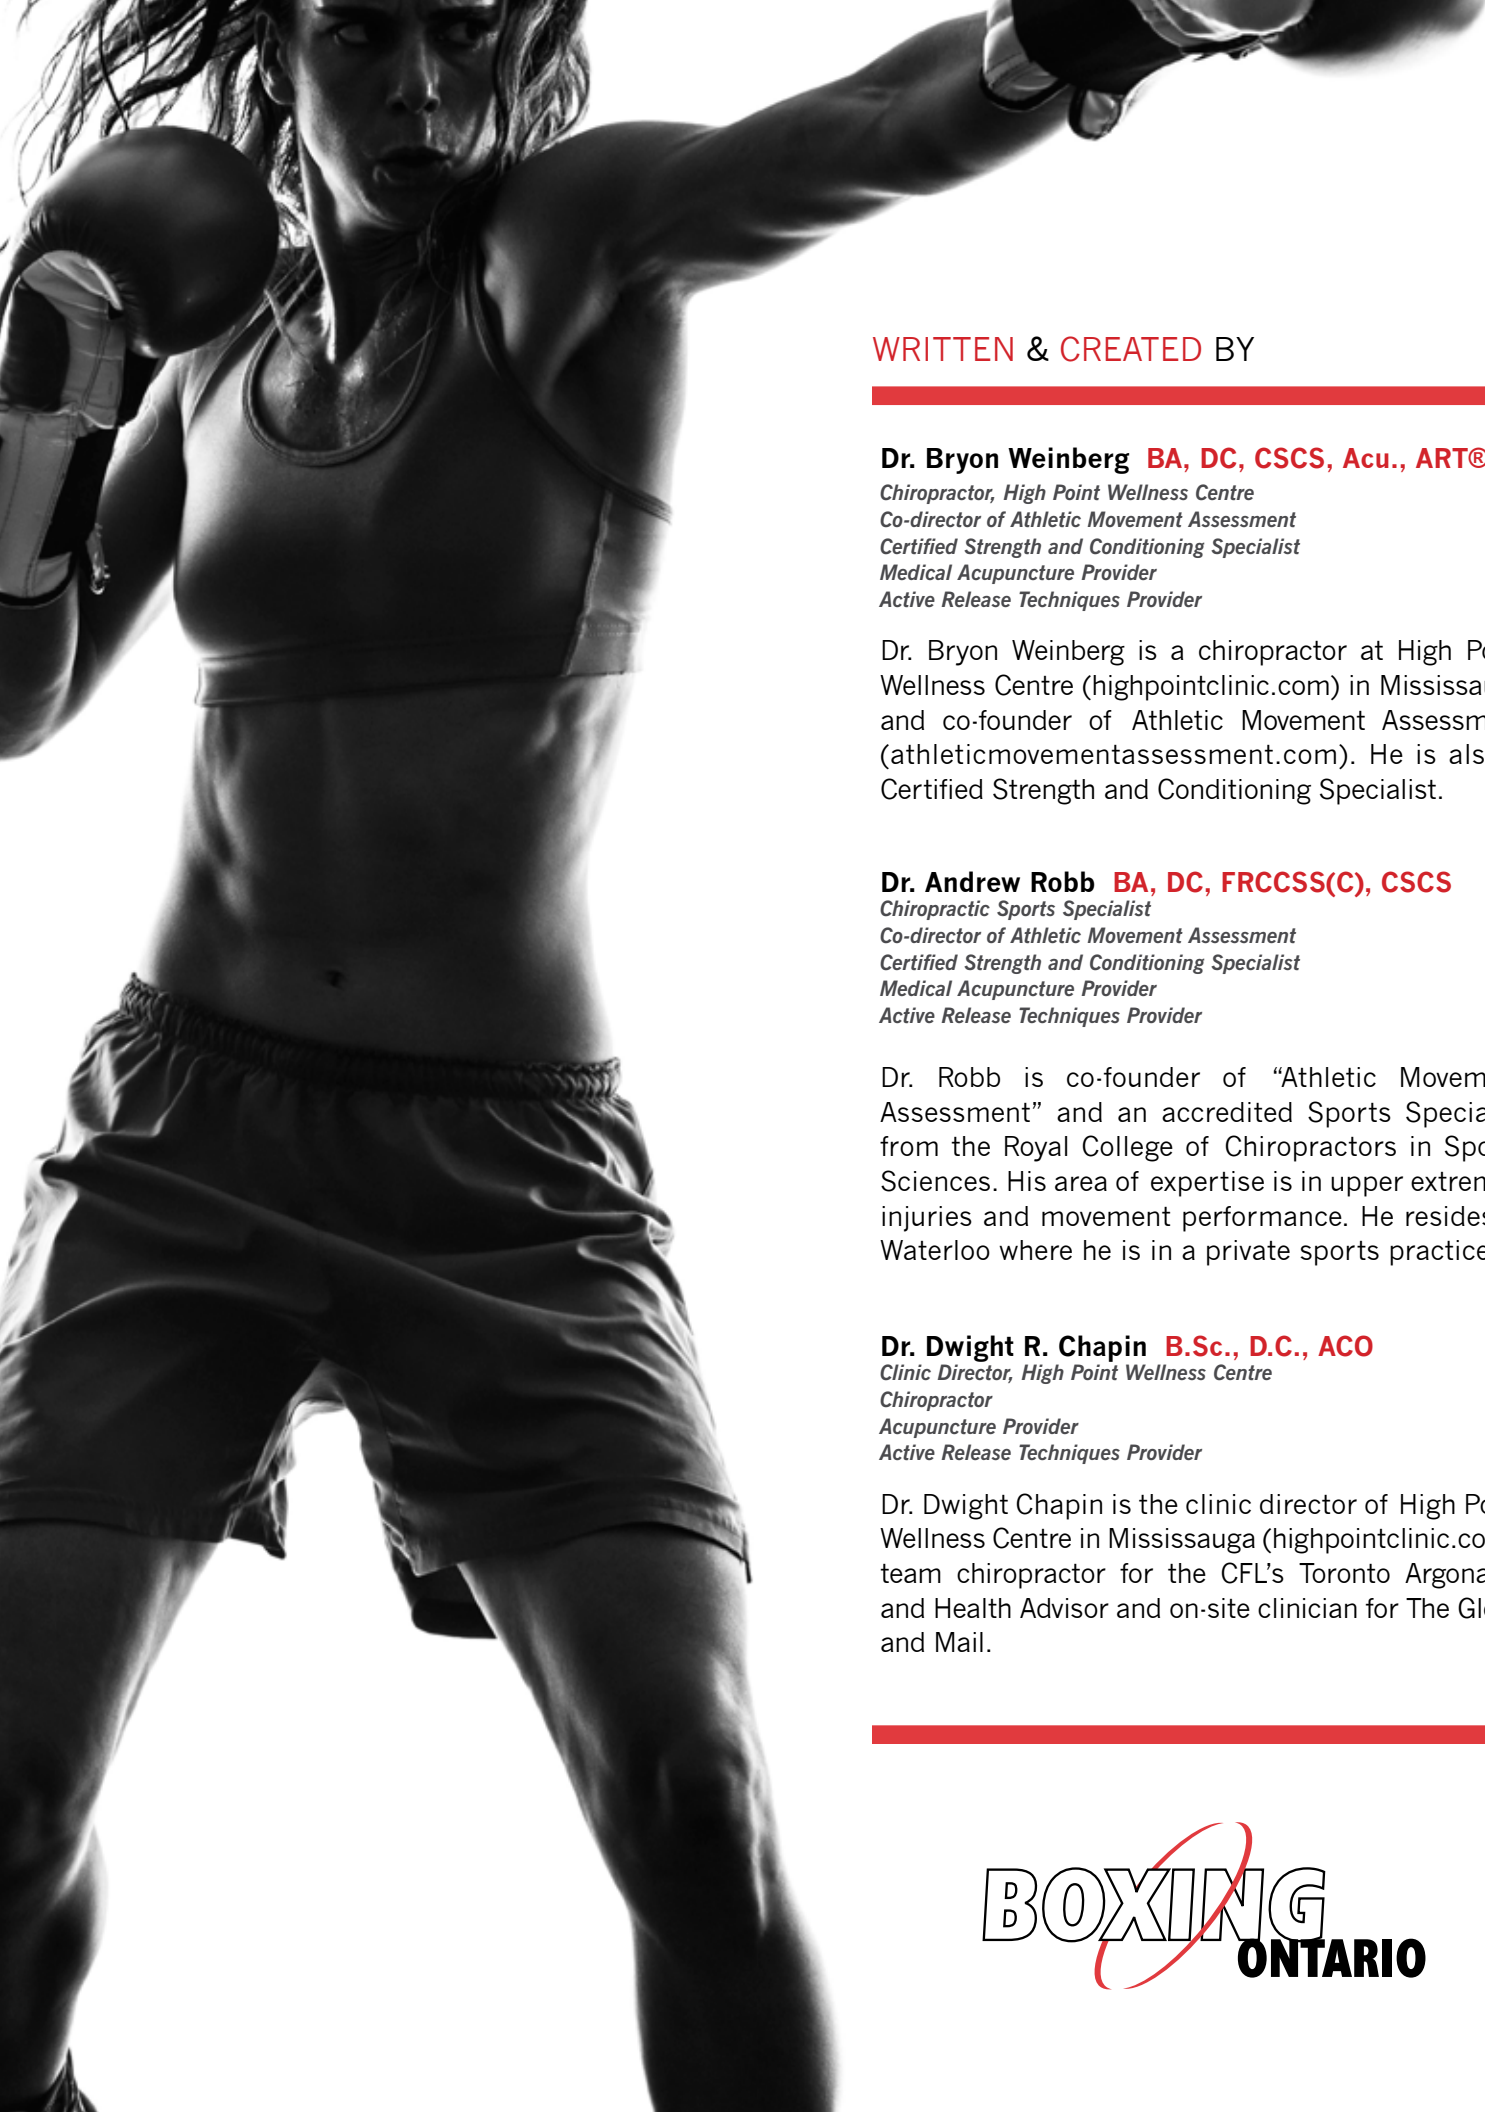 WRITTEN & CREATED BY
Dr. Bryon Weinberg BA, DC, CSCS, Acu., ART®
Chiropractor, High Point Wellness Centre
Co-director of Athletic Movement Assessment
Certified Strength and Conditioning Specialist
Medical Acupuncture Provider
Active Release Techniques Provider
Dr. Bryon Weinberg is a chiropractor at High
Wellness Centre (highpointclinic.com) in
and co-founder of Athletic Movement
(athleticmovementassessment.com). He is
Certified Strength and Conditioning Specialist.
Dr. Andrew Robb BA, DC, FRCCSS(C), CSCS
Chiropractic Sports Specialist
Co-director of Athletic Movement Assessment
Certified Strength and Conditioning Specialist
Medical Acupuncture Provider
Active Release Techniques Provider
Dr. Robb is co-founder of “Athletic
Assessment” and an accredited Sports
from the Royal College of Chiropractors in
Sciences. His area of expertise is in upper
injuries and movement performance. He
Waterloo where he is in a private sports practice
Dr. Dwight R. Chapin B.Sc., D.C., ACO
Clinic Director, High Point Wellness Centre
Chiropractor
Acupuncture Provider
Active Release Techniques Provider
Dr. Dwight Chapin is the clinic director of High
Wellness Centre in Mississauga
team chiropractor for the CFL’s Toronto
and Health Advisor and on-site clinician for The
and Mail.
BOXING
ONTARIO